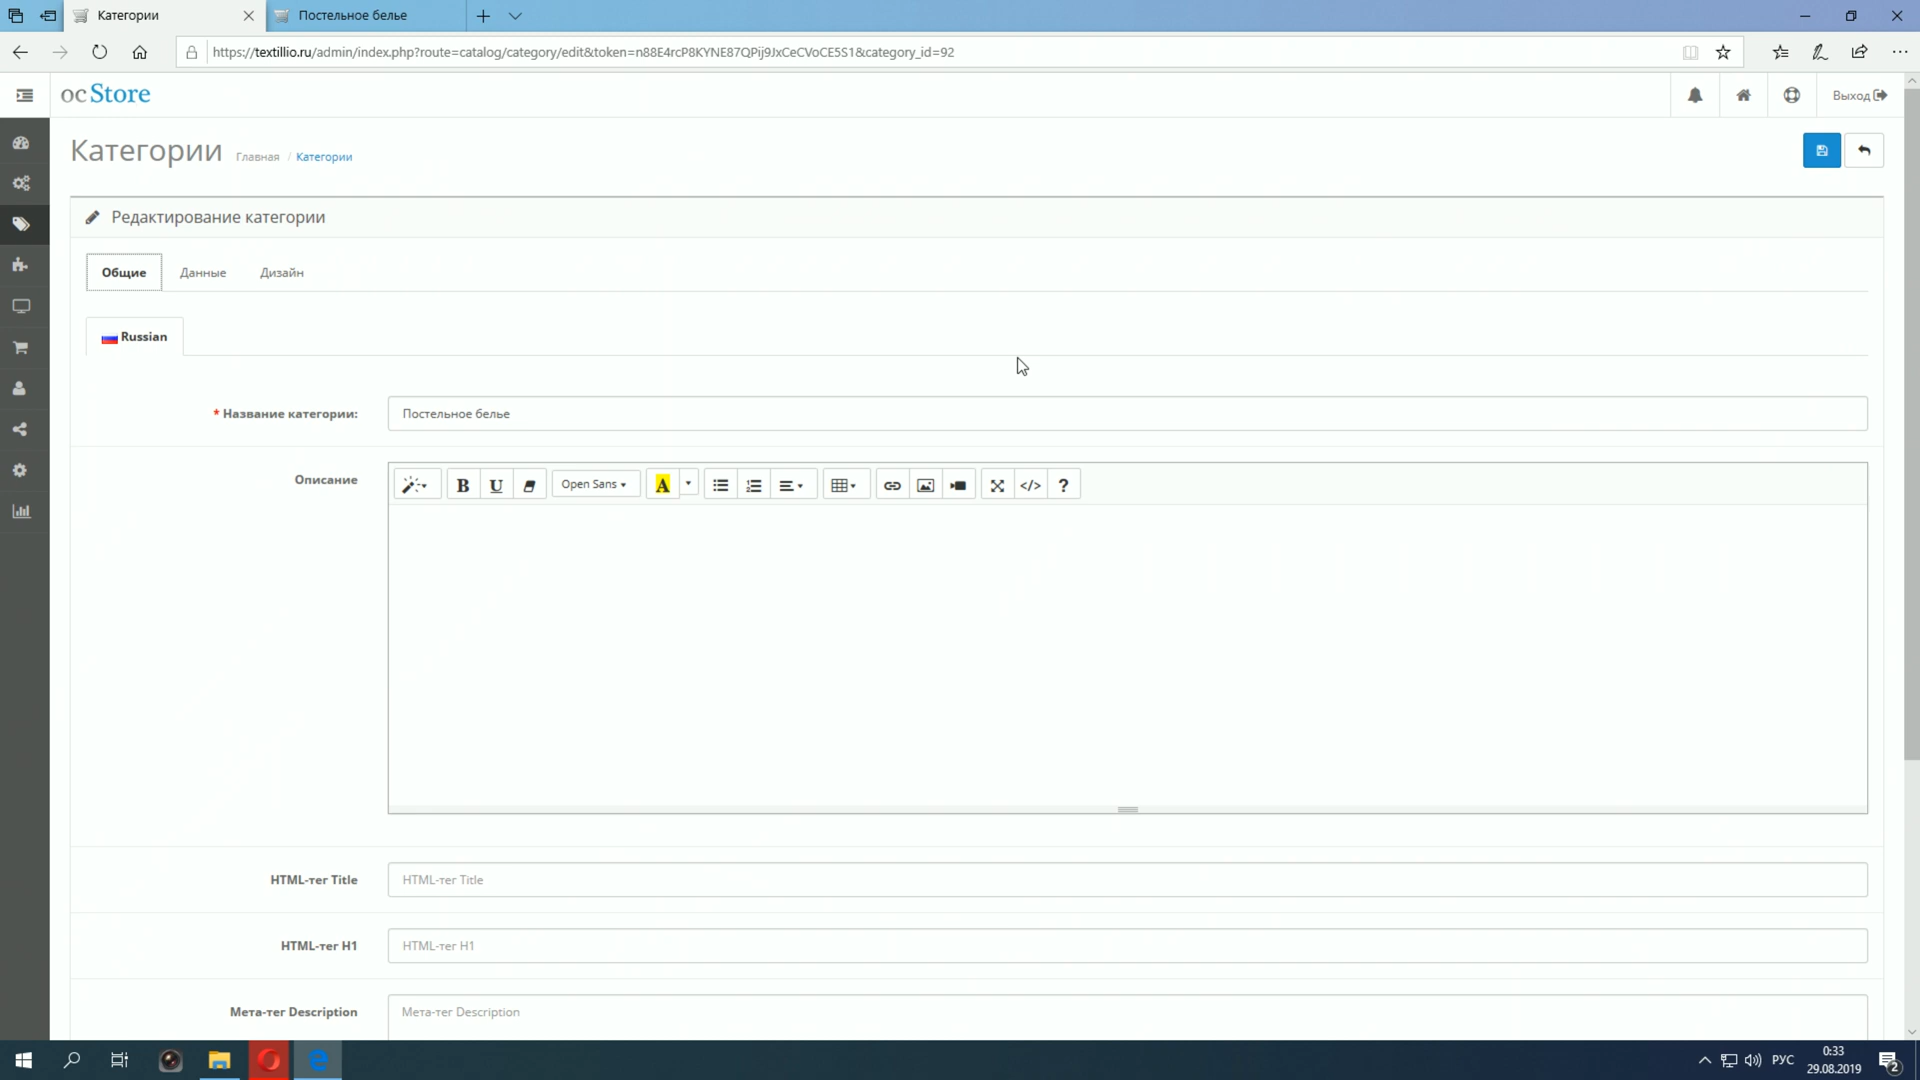 Категории
Постельное белье
https://textillio.ru/admin/index.php?route=catalog/category/edit&token=n88E4rcP8KYNE87QPij9JxCeCVoCE5S1&category_id=92
ocStore
Выход
Категории
Главная / Категории
Редактирование категории
Общие
Данные
Дизайн
Russian
* Название категории:
Постельное белье
Описание
B
U
Open Sans
A
</>
?
HTML-тег Title
HTML-тег Title
HTML-тег H1
HTML-тег H1
Мета-тег Description
Мета-тег Description
РУС
0:33
29.08.2019
2